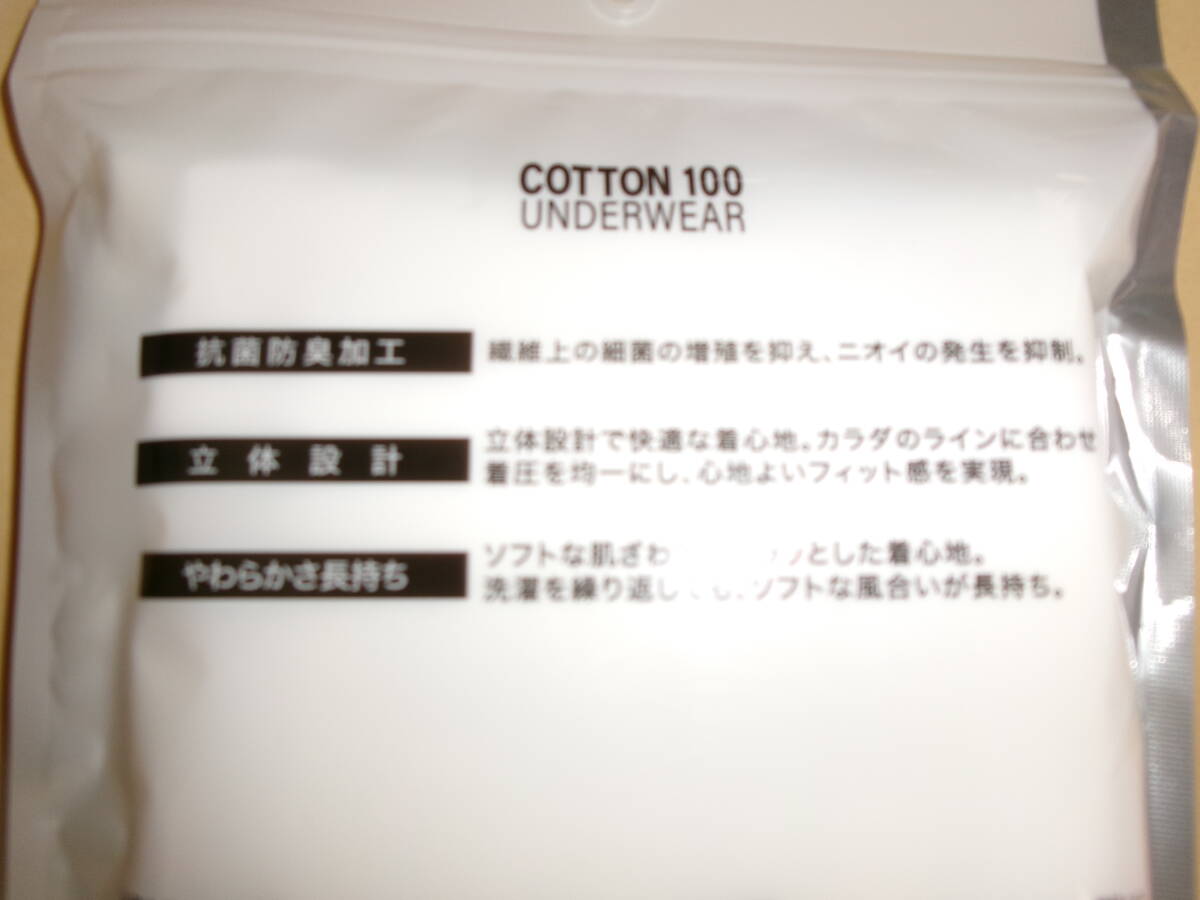 COTTON 100
UNDERWEAR
抗菌防臭加工
繊維上の細菌の増殖を抑え、ニオイの発生を抑制。
立体設計
立体設計で快適な着心地。カラダのラインに合わせ
着圧を均一にし、心地よいフィット感を実現。
やわらかさ長持ち
ソフトな肌ざわ とした着心地。
洗濯を繰り返し も、ソフトな風合いが長持ち。